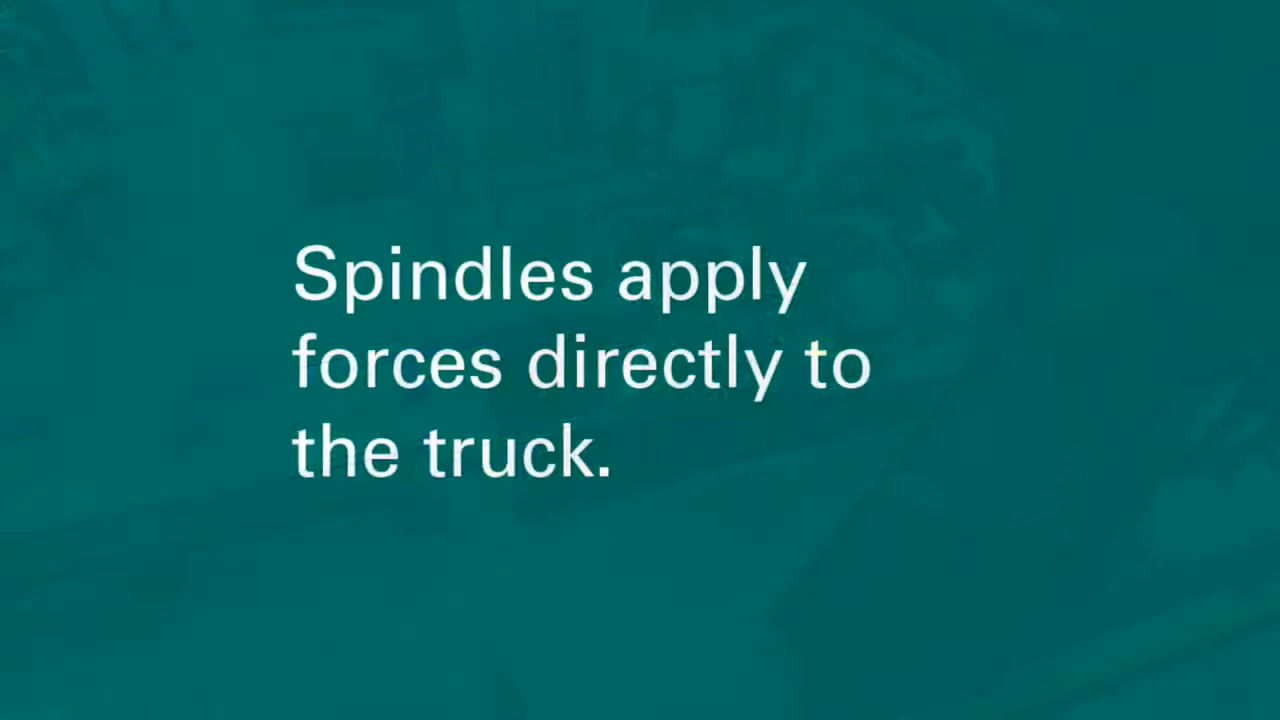 Spindles apply
forces directly to
the truck.